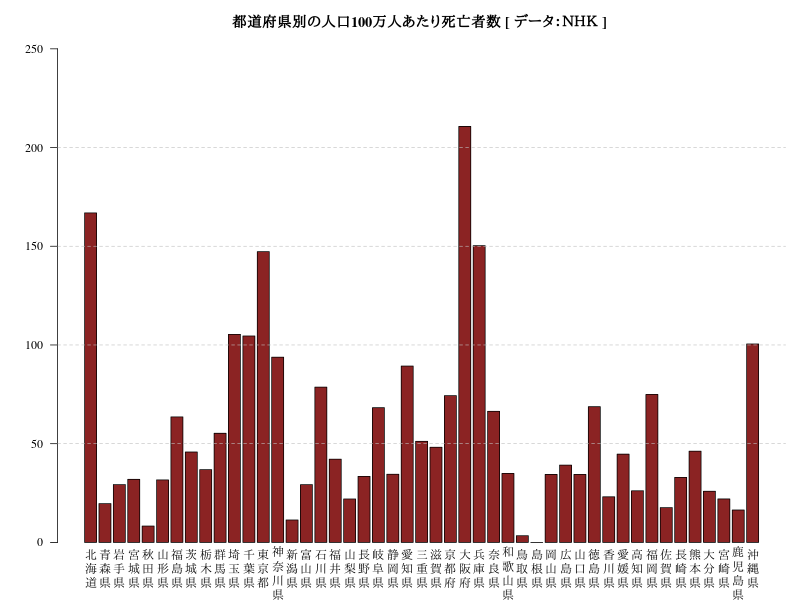 都道府県別の人口100万人あたり死亡者数 [ データ：NHK ]
250
200
150
100
50
0
北海道
青森県
岩手県
宮城県
秋田県
山形県
福島県
茨城県
栃木県
群馬県
埼玉県
千葉県
東京都
神奈川県
新潟県
富山県
石川県
福井県
山梨県
長野県
岐阜県
静岡県
愛知県
三重県
滋賀県
京都府
大阪府
兵庫県
奈良県
和歌山県
鳥取県
島根県
岡山県
広島県
山口県
徳島県
香川県
愛媛県
高知県
福岡県
佐賀県
長崎県
熊本県
大分県
宮崎県
鹿児島県
沖縄県